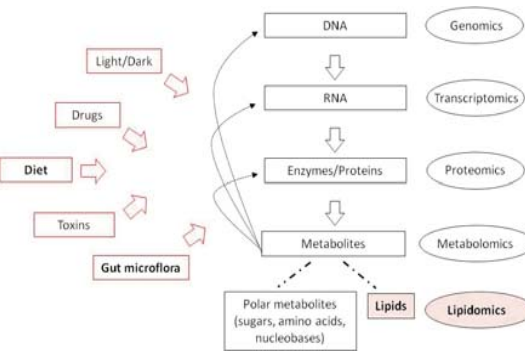 DNA
Genomics
Light/Dark
RNA
Transcriptomics
Drugs
Diet
Enzymes/Proteins
Proteomics
Toxins
Metabolites
Metabolomics
Gut microflora
Polar metabolites
(sugars, amino acids,
nucleobases)
Lipids
Lipidomics